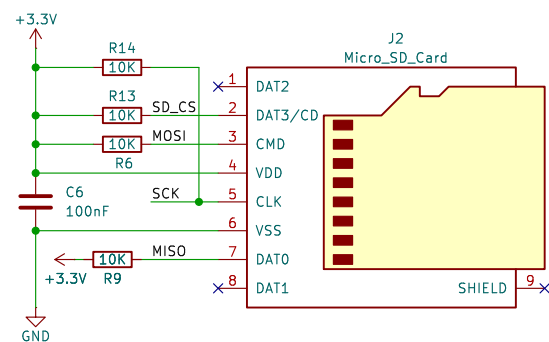 +3.3V
R14
10K
J2
Micro_SD_Card
R13
10K
SD_CS
1
DAT2
2
DAT3/CD
MOSI
10K
R6
3
CMD
4
VDD
C6
100nF
SCK
5
CLK
6
VSS
MISO
10K
R9
+3.3V
7
DAT0
8
DAT1
SHIELD
9
GND